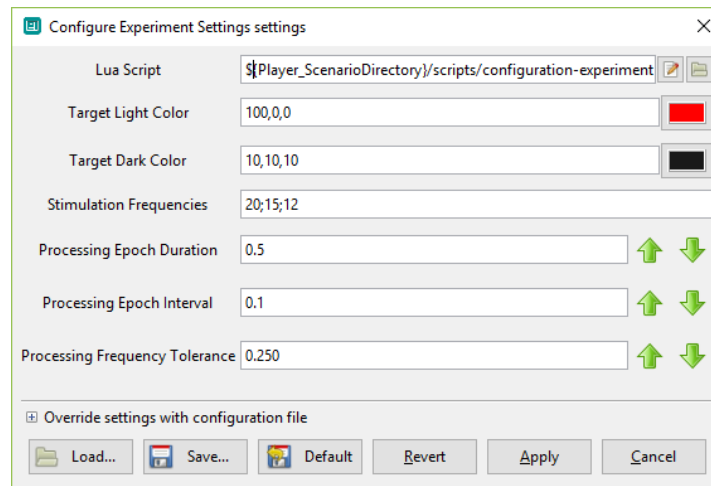 Configure Experiment Settings settings
Lua Script ${Player_ScenarioDirectory}/scripts/configuration-experiment
Target Light Color 100,0,0
Target Dark Color 10,10,10
Stimulation Frequencies 20;15;12
Processing Epoch Duration 0.5
Processing Epoch Interval 0.1
Processing Frequency Tolerance 0.250
Override settings with configuration file
Load... Save... Default Revert Apply Cancel